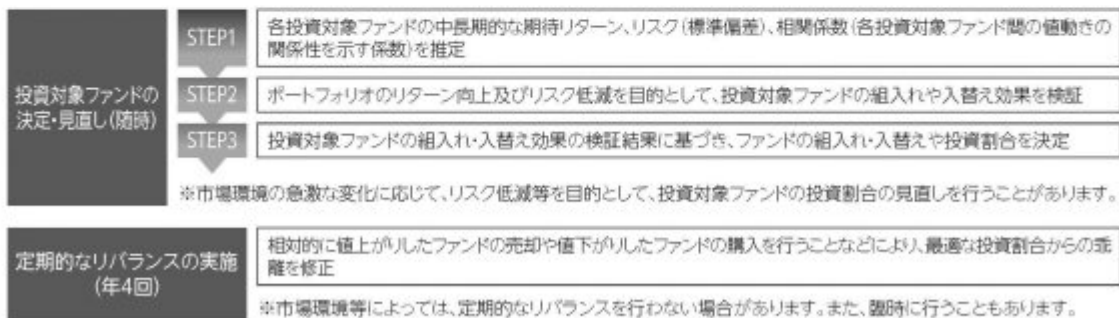 投資対象ファンドの
決定・見直し(随時)
STEP1
各投資対象ファンドの中長期的な期待リターン、リスク(標準偏差)、相関係数(各投資対象ファンド間の値動きの
関係性を示す係数)を推定
STEP2
ポートフォリオのリターン向上及びリスク低減を目的として、投資対象ファンドの組入れや入替え効果を検証
STEP3
投資対象ファンドの組入れ・入替え効果の検証結果に基づき、ファンドの組入れ・入替えや投資割合を決定
※市場環境の急激な変化に応じて、リスク低減等を目的として、投資対象ファンドの投資割合の見直しを行うことがあります。
定期的なリバランスの実施
(年4回)
相対的に値上がりしたファンドの売却や値下がりしたファンドの購入を行うことなどにより、最適な投資割合からの乖
離を修正
※市場環境等によっては、定期的なリバランスを行わない場合があります。また、臨時に行うこともあります。